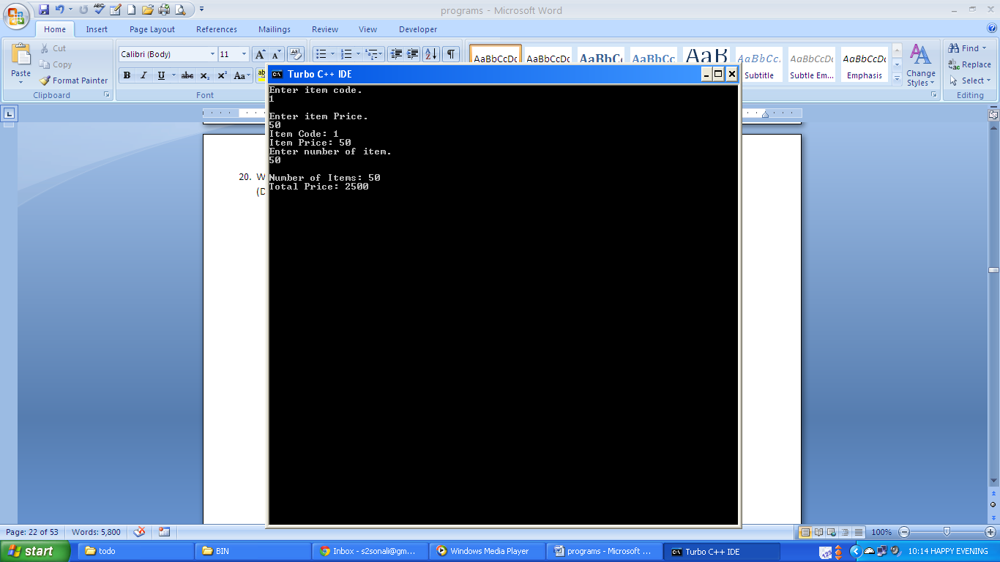 programs - Microsoft Word
Home Insert Page Layout References Mailings Review View Developer
Paste
Cut
Copy
Format Painter
Clipboard
Calibri (Body) 11
Font
AaBbCcDc AaBbCcDc AaBbC AaBbCc AaB AaBbCc. AaBbCcDc AaBbCcDc
Subtitle Subtle Em... Emphasis
Change Styles
Find
Replace
Select
Editing
Turbo C++ IDE
Enter item code.
1
Enter item Price.
50
Item Code: 1
Item Price: 50
Enter number of item.
50
Number of Items: 50
Total Price: 2500
20. W
(D
Page: 22 of 53 Words: 5,800 100%
start todo BIN Inbox - s2sonali@gm... Windows Media Player programs - Microsoft ... Turbo C++ IDE 10:14 HAPPY EVENING